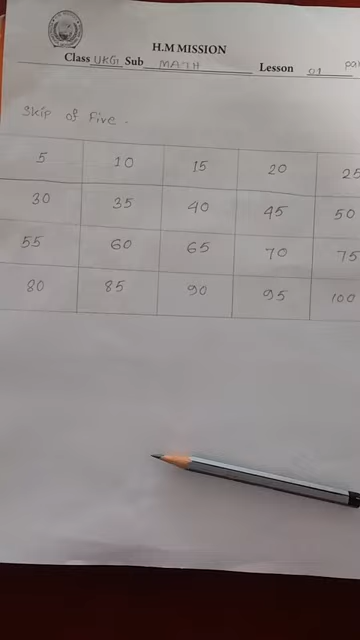 H.M MISSION
Class UKG Sub MATH Lesson 01
Skip of Five.
5 10 15 20 25
30 35 40 45 50
55 60 65 70 75
80 85 90 95 100